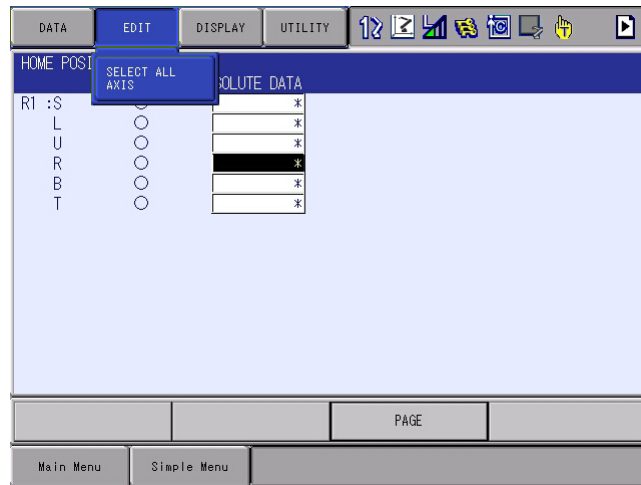 DATA EDIT DISPLAY UTILITY
HOME POSI
SELECT ALL
AXIS
SOLUTE DATA
R1 :S *
L *
U *
R *
B *
T *
PAGE
Main Menu Simple Menu